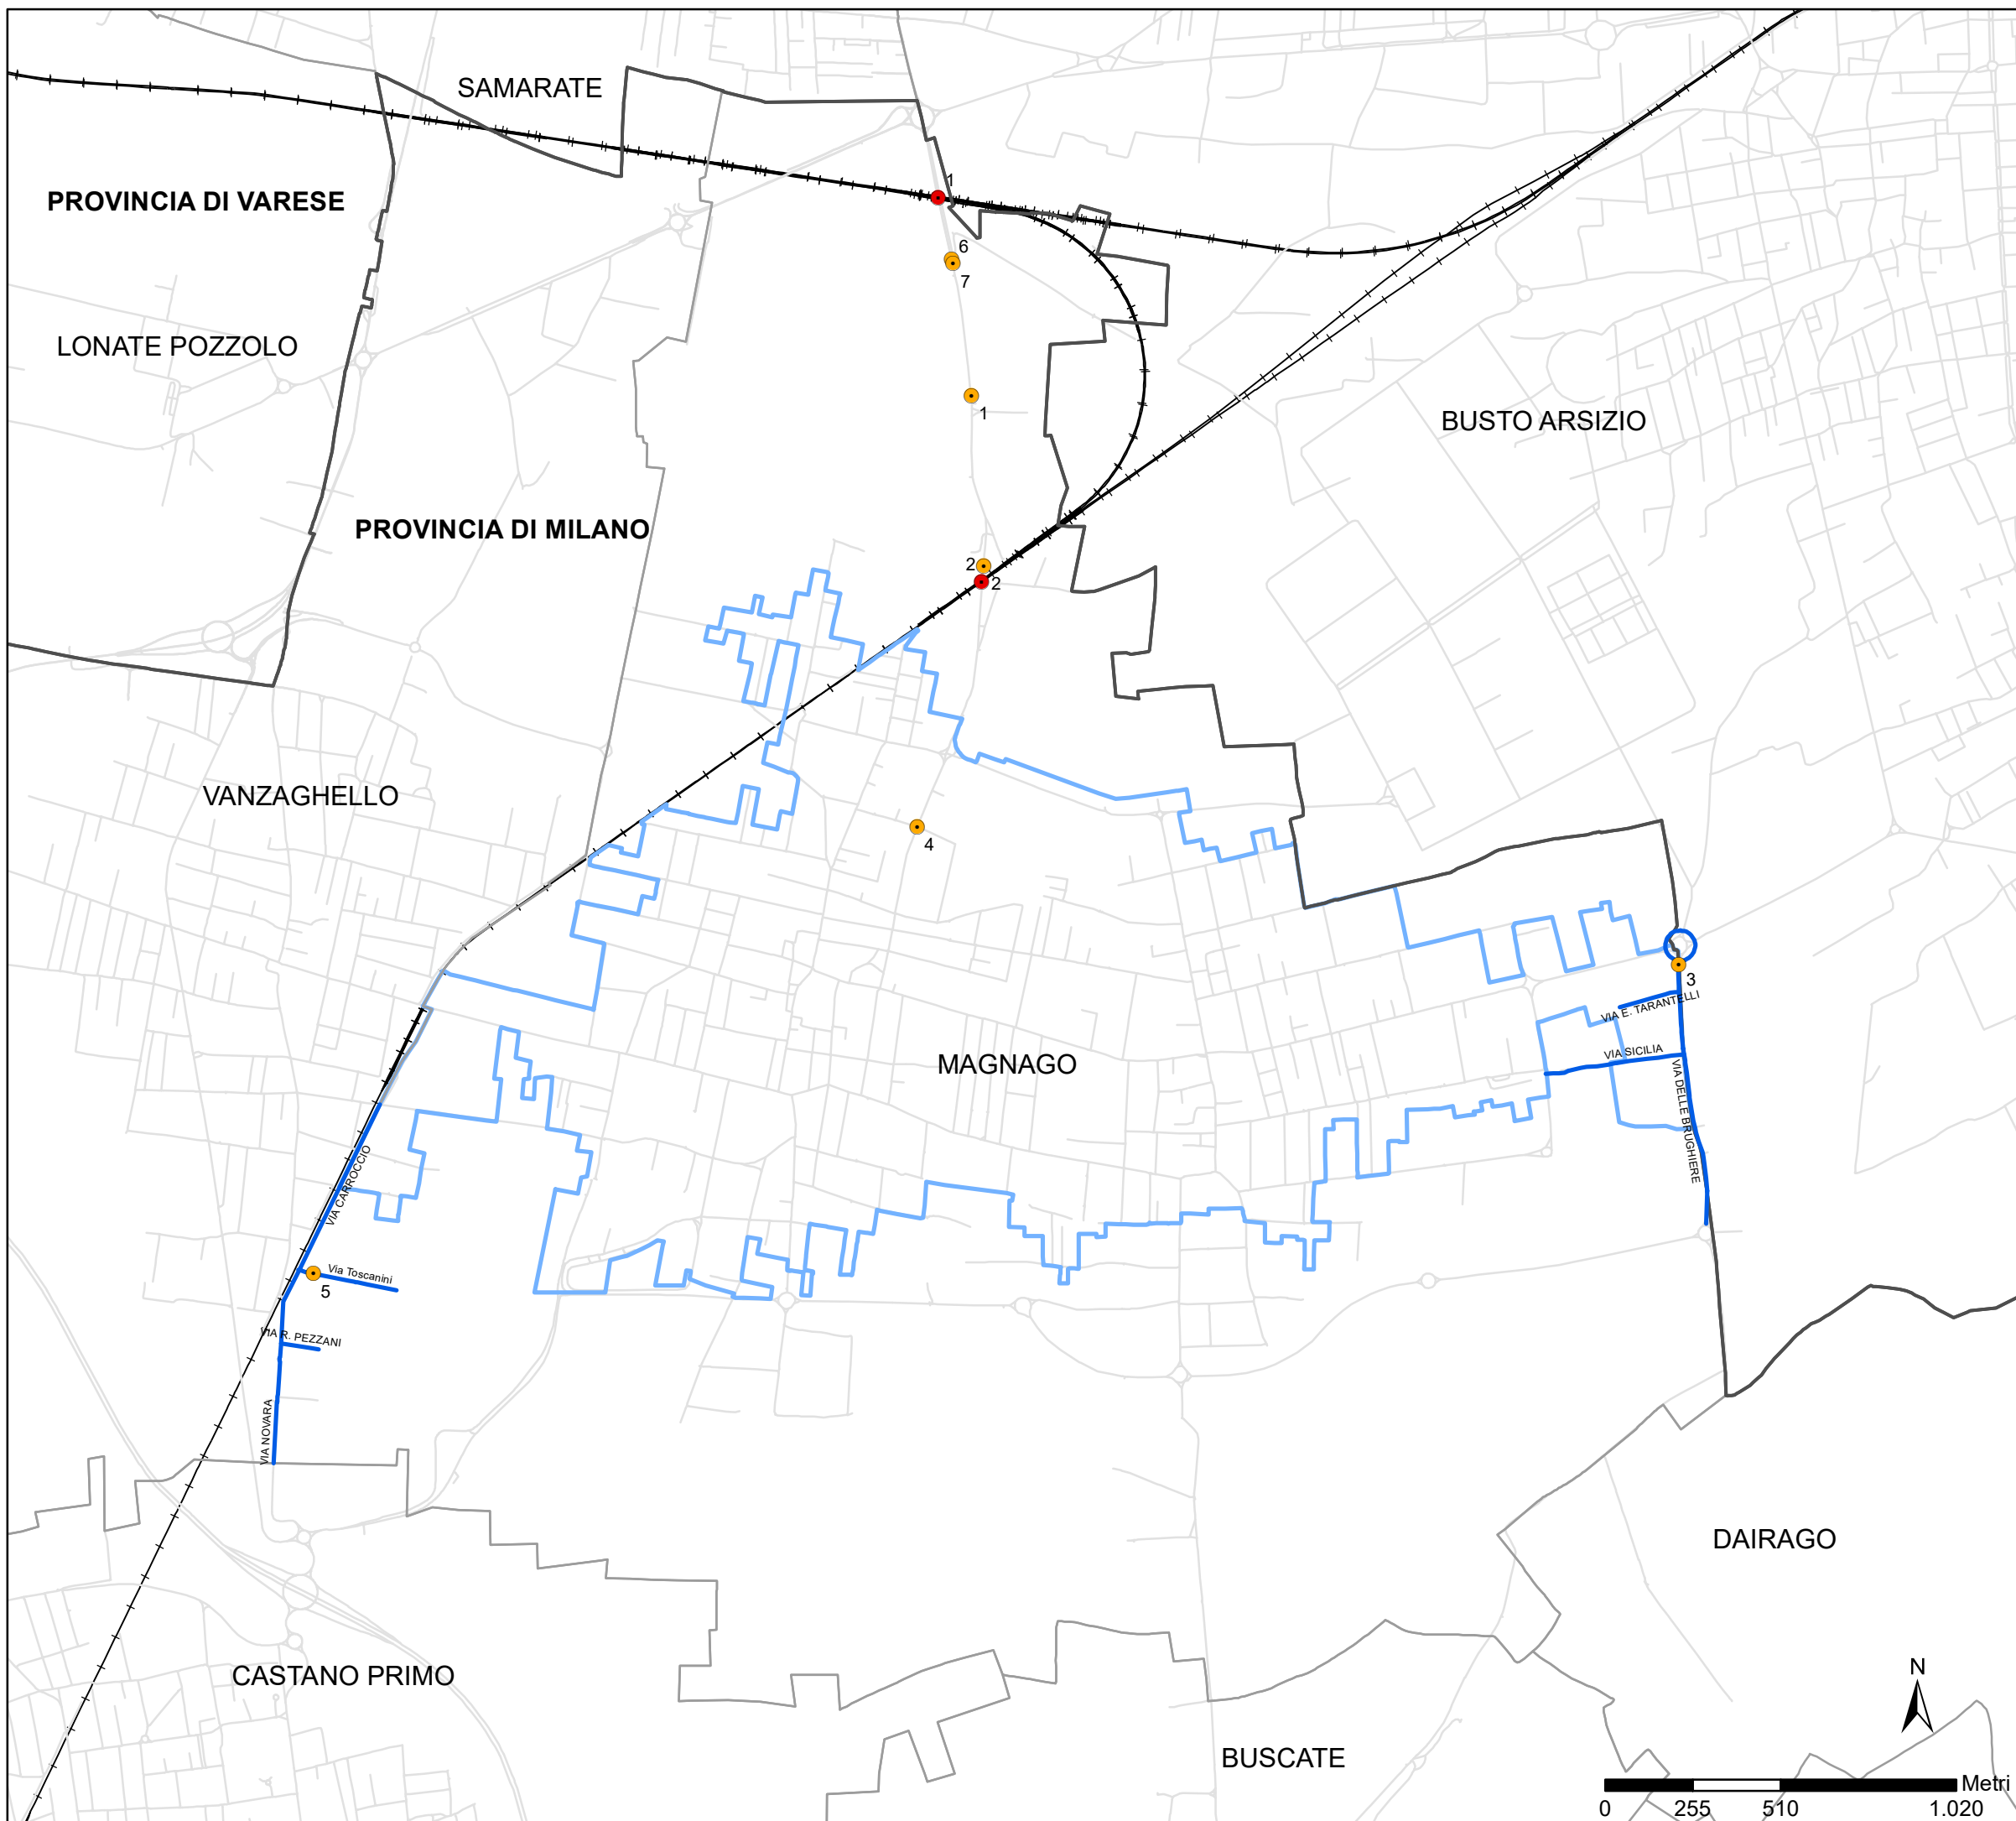 SAMARATE
PROVINCIA DI VARESE
1
6
7
LONATE POZZOLO
1
BUSTO ARSIZIO
PROVINCIA DI MILANO
2
2
VANZAGHELLO
4
3
VIA E. TARANTELLI
VIA SICILIA
MAGNAGO
VIA DELLE BRUGHIERE
VIA CARROCCIO
Via Toscanini
5
VIA R. PEZZANI
VIA NOVARA
DAIRAGO
CASTANO PRIMO
N
BUSCATE
Metri
0 255 510 1.020